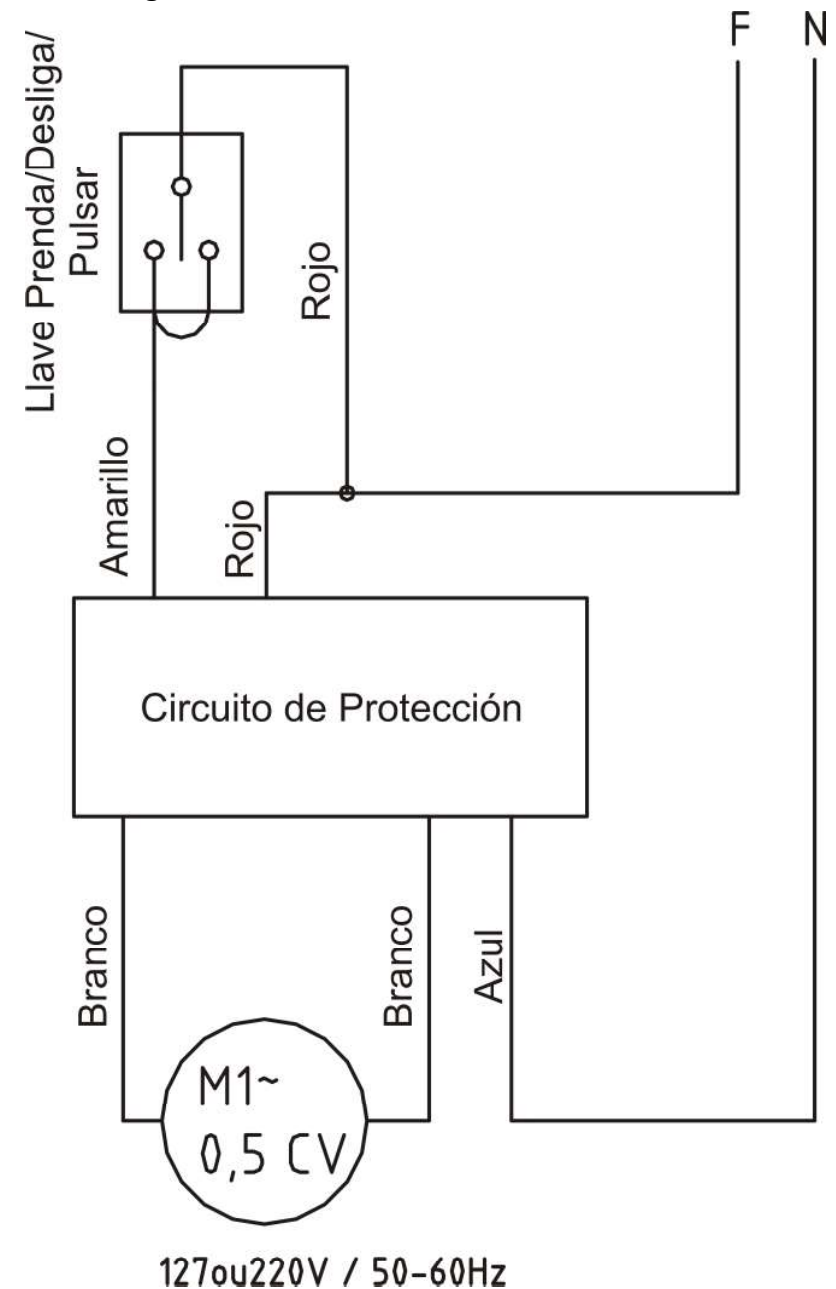 F
N
Llave Prenda/Desliga/
Pulsar
Rojo
Amarillo
Rojo
Circuito de Protección
Branco
Branco
Azul
M1~
0,5 CV
127ou220V / 50-60Hz